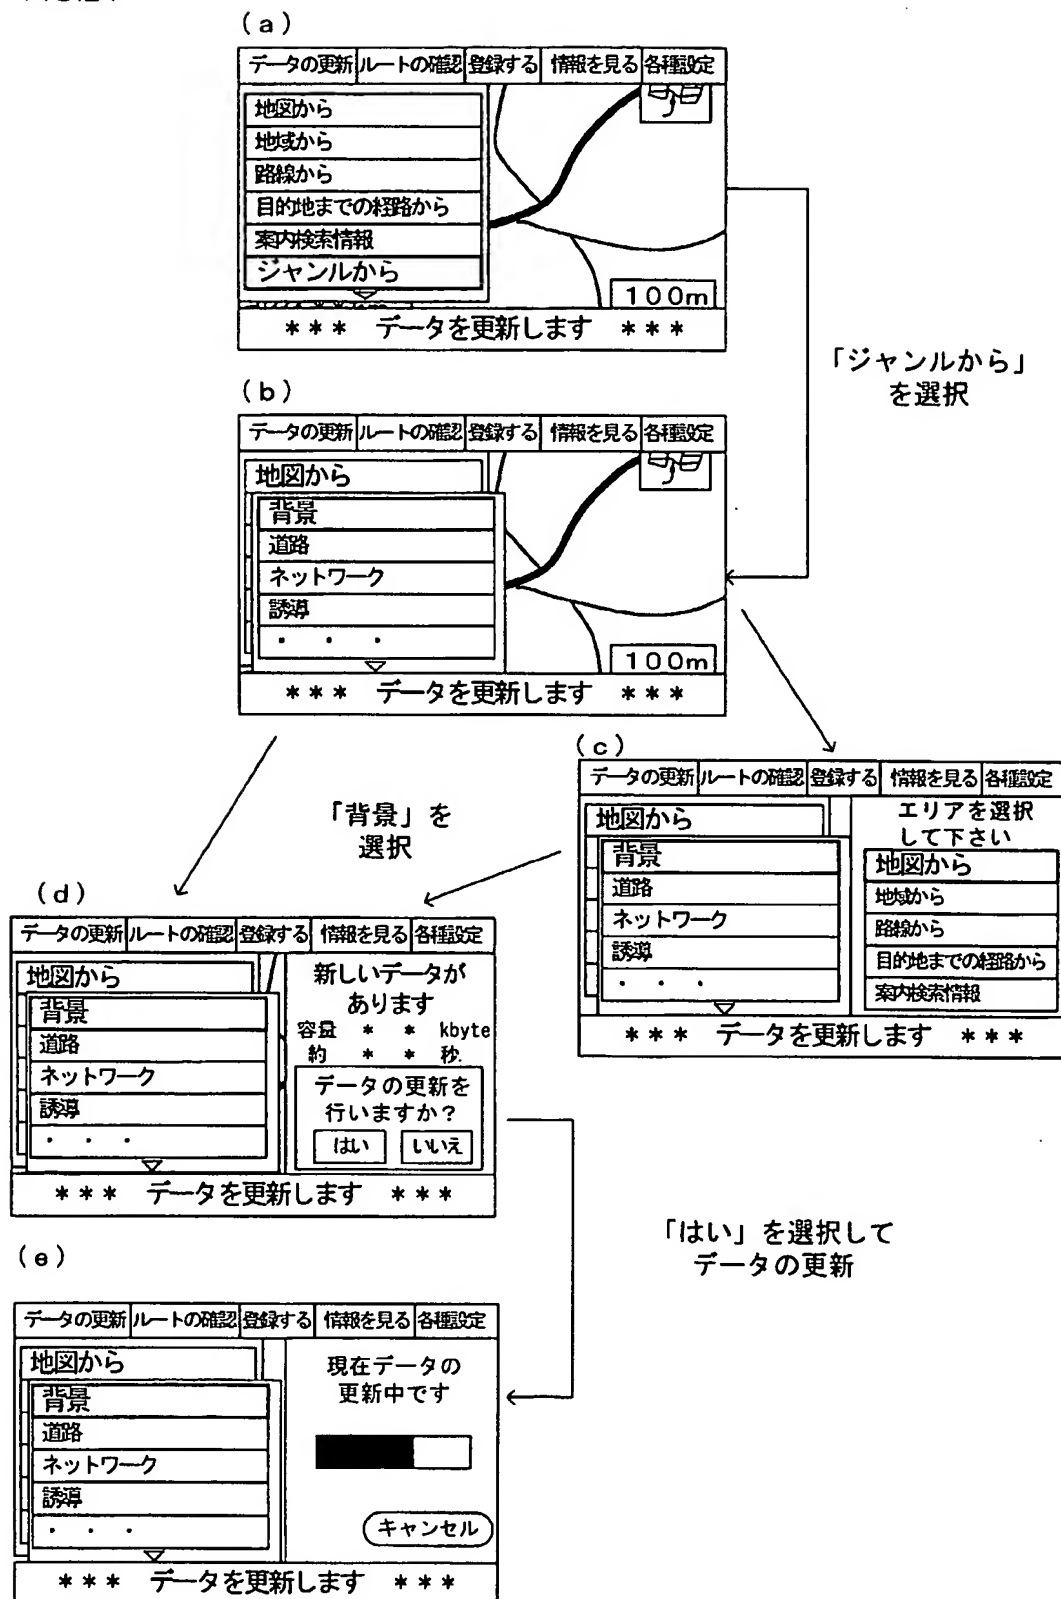 (a)
データの更新 ルートの確認 登録する 情報を見る 各種設定
地図から
地域から
路線から
目的地までの経路から
案内検索情報
ジャンルから
100m
*** データを更新します ***
「ジャンルから」
を選択
(b)
データの更新 ルートの確認 登録する 情報を見る 各種設定
地図から
背景
道路
ネットワーク
誘導
・ ・ ・
100m
*** データを更新します ***
(c)
データの更新 ルートの確認 登録する 情報を見る 各種設定
地図から
背景
道路
ネットワーク
誘導
・ ・ ・
エリアを選択
して下さい
地図から
地域から
路線から
目的地までの経路から
案内検索情報
*** データを更新します ***
「背景」を
選択
(d)
データの更新 ルートの確認 登録する 情報を見る 各種設定
地図から
背景
道路
ネットワーク
誘導
・ ・ ・
新しいデータが
あります
容量 * * kbyte
約 * * 秒.
データの更新を
行いますか?
はい いいえ
*** データを更新します ***
「はい」を選択して
データの更新
(e)
データの更新 ルートの確認 登録する 情報を見る 各種設定
地図から
背景
道路
ネットワーク
誘導
・ ・ ・
現在データの
更新中です
キャンセル
*** データを更新します ***